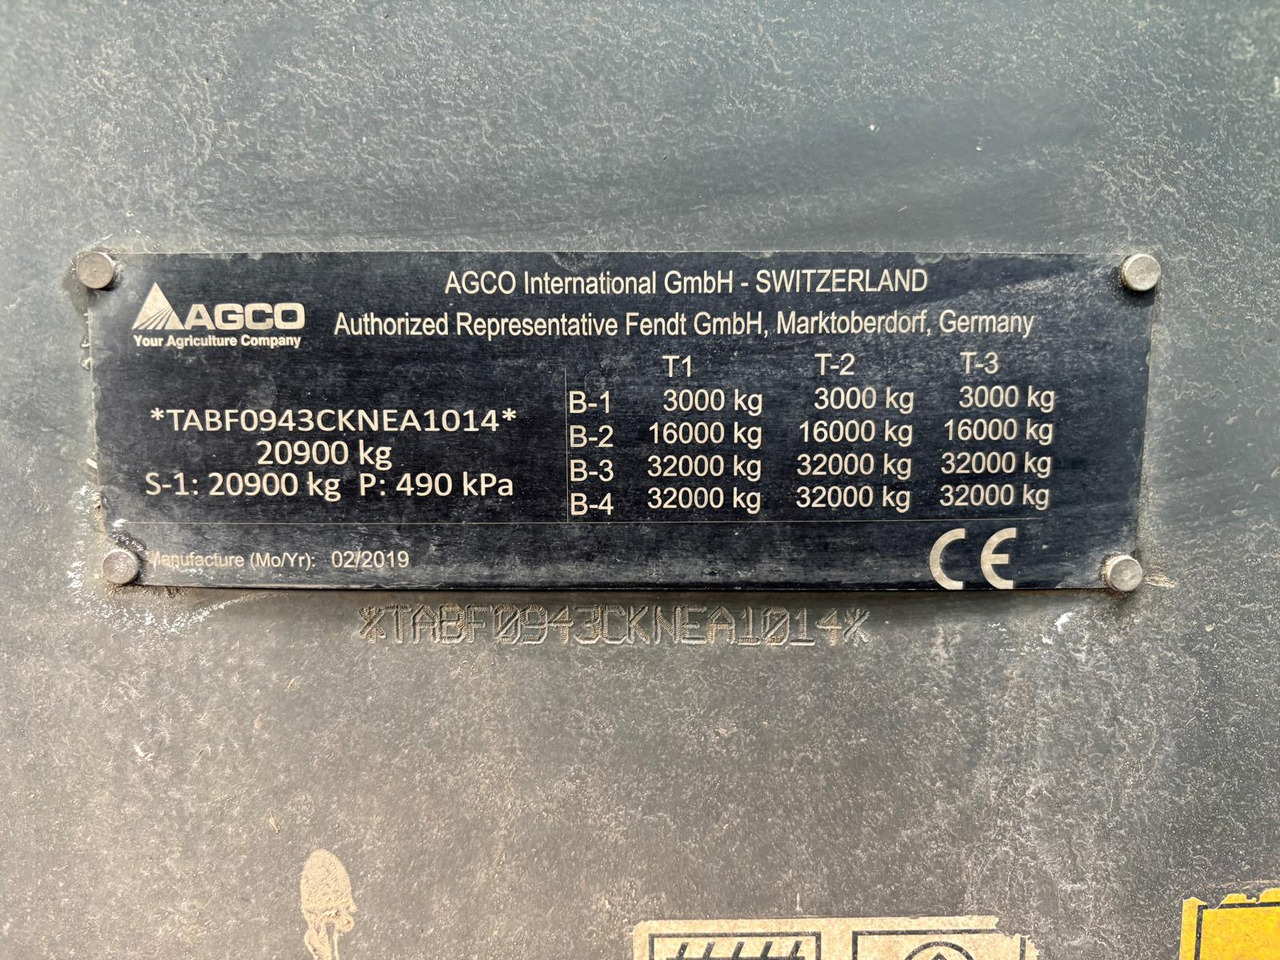 AGCO International GmbH - SWITZERLAND
Authorized Representative Fendt GmbH, Marktoberdorf, Germany
AGCO
Your Agriculture Company
*TABF0943CKNEA1014*
20900 kg
S-1: 20900 kg P: 490 kPa
T1 T-2 T-3
B-1 3000 kg 3000 kg 3000 kg
B-2 16000 kg 16000 kg 16000 kg
B-3 32000 kg 32000 kg 32000 kg
B-4 32000 kg 32000 kg 32000 kg
Manufacture (Mo/Yr): 02/2019
CE
*TABF0943CKNEA1014*